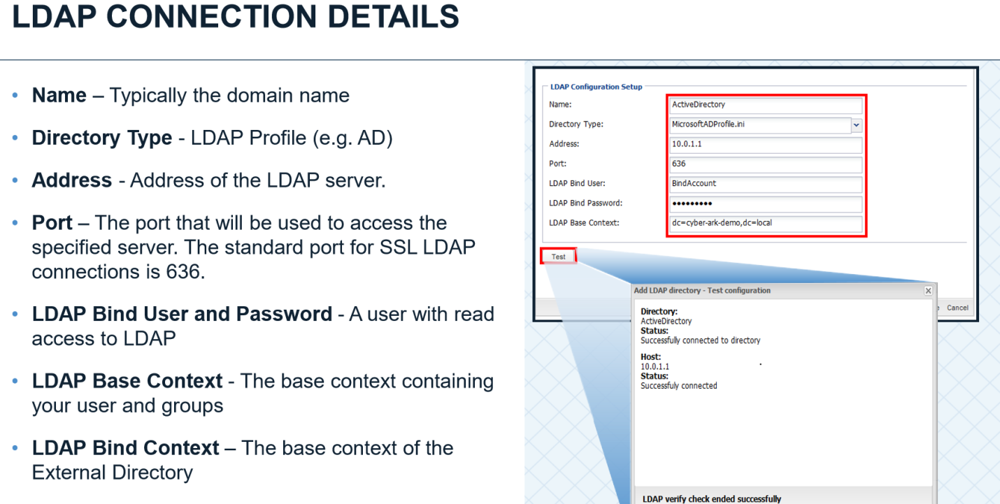 LDAP CONNECTION DETAILS
• Name – Typically the domain name
• Directory Type - LDAP Profile (e.g. AD)
• Address - Address of the LDAP server.
• Port – The port that will be used to access the
specified server. The standard port for SSL LDAP
connections is 636.
• LDAP Bind User and Password - A user with read
access to LDAP
• LDAP Base Context - The base context containing
your user and groups
• LDAP Bind Context – The base context of the
External Directory
LDAP Configuration Setup
Name: ActiveDirectory
Directory Type: MicrosoftADProfile.ini
Address: 10.0.1.1
Port: 636
LDAP Bind User: BindAccount
LDAP Bind Password: •••••••••
LDAP Base Context: dc=cyber-ark-demo,dc=local
Test
Cancel
Add LDAP directory - Test configuration
Directory:
ActiveDirectory
Status:
Successfully connected to directory
Host:
10.0.1.1
Status:
Successfuly connected
LDAP verify check ended successfully